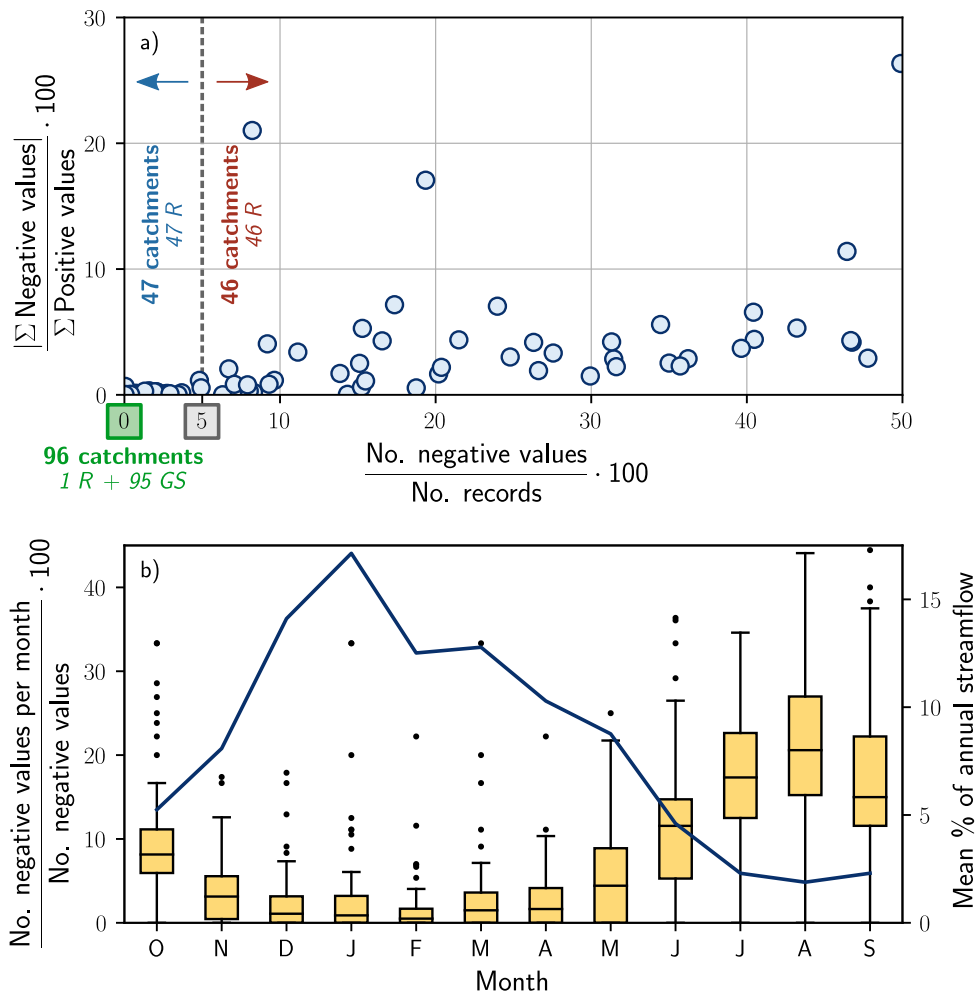 a)
30
20
10
0
|Σ Negative values|
Σ Positive values
· 100
47 catchments
47 R
46 catchments
46 R
0
5
10
20
30
40
50
96 catchments
1 R + 95 GS
No. negative values
No. records
· 100
b)
40
30
20
10
0
No. negative values per month
No. negative values
· 100
15
10
5
0
Mean % of annual streamflow
O N D J F M A M J J A S
Month